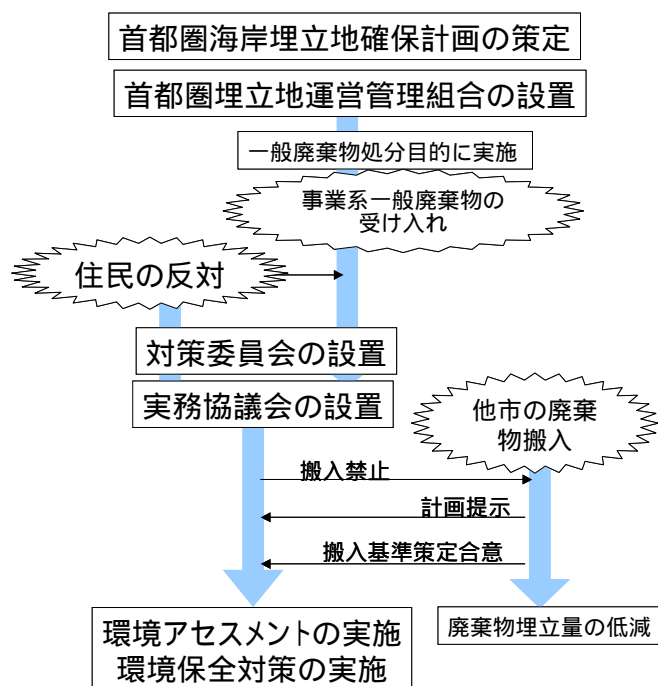 首都圏海岸埋立地確保計画の策定
首都圏埋立地運営管理組合の設置
一般廃棄物処分目的に実施
事業系一般廃棄物の
受け入れ
住民の反対
対策委員会の設置
実務協議会の設置
他市の廃棄
物搬入
搬入禁止
計画提示
搬入基準策定合意
環境アセスメントの実施
環境保全対策の実施
廃棄物埋立量の低減